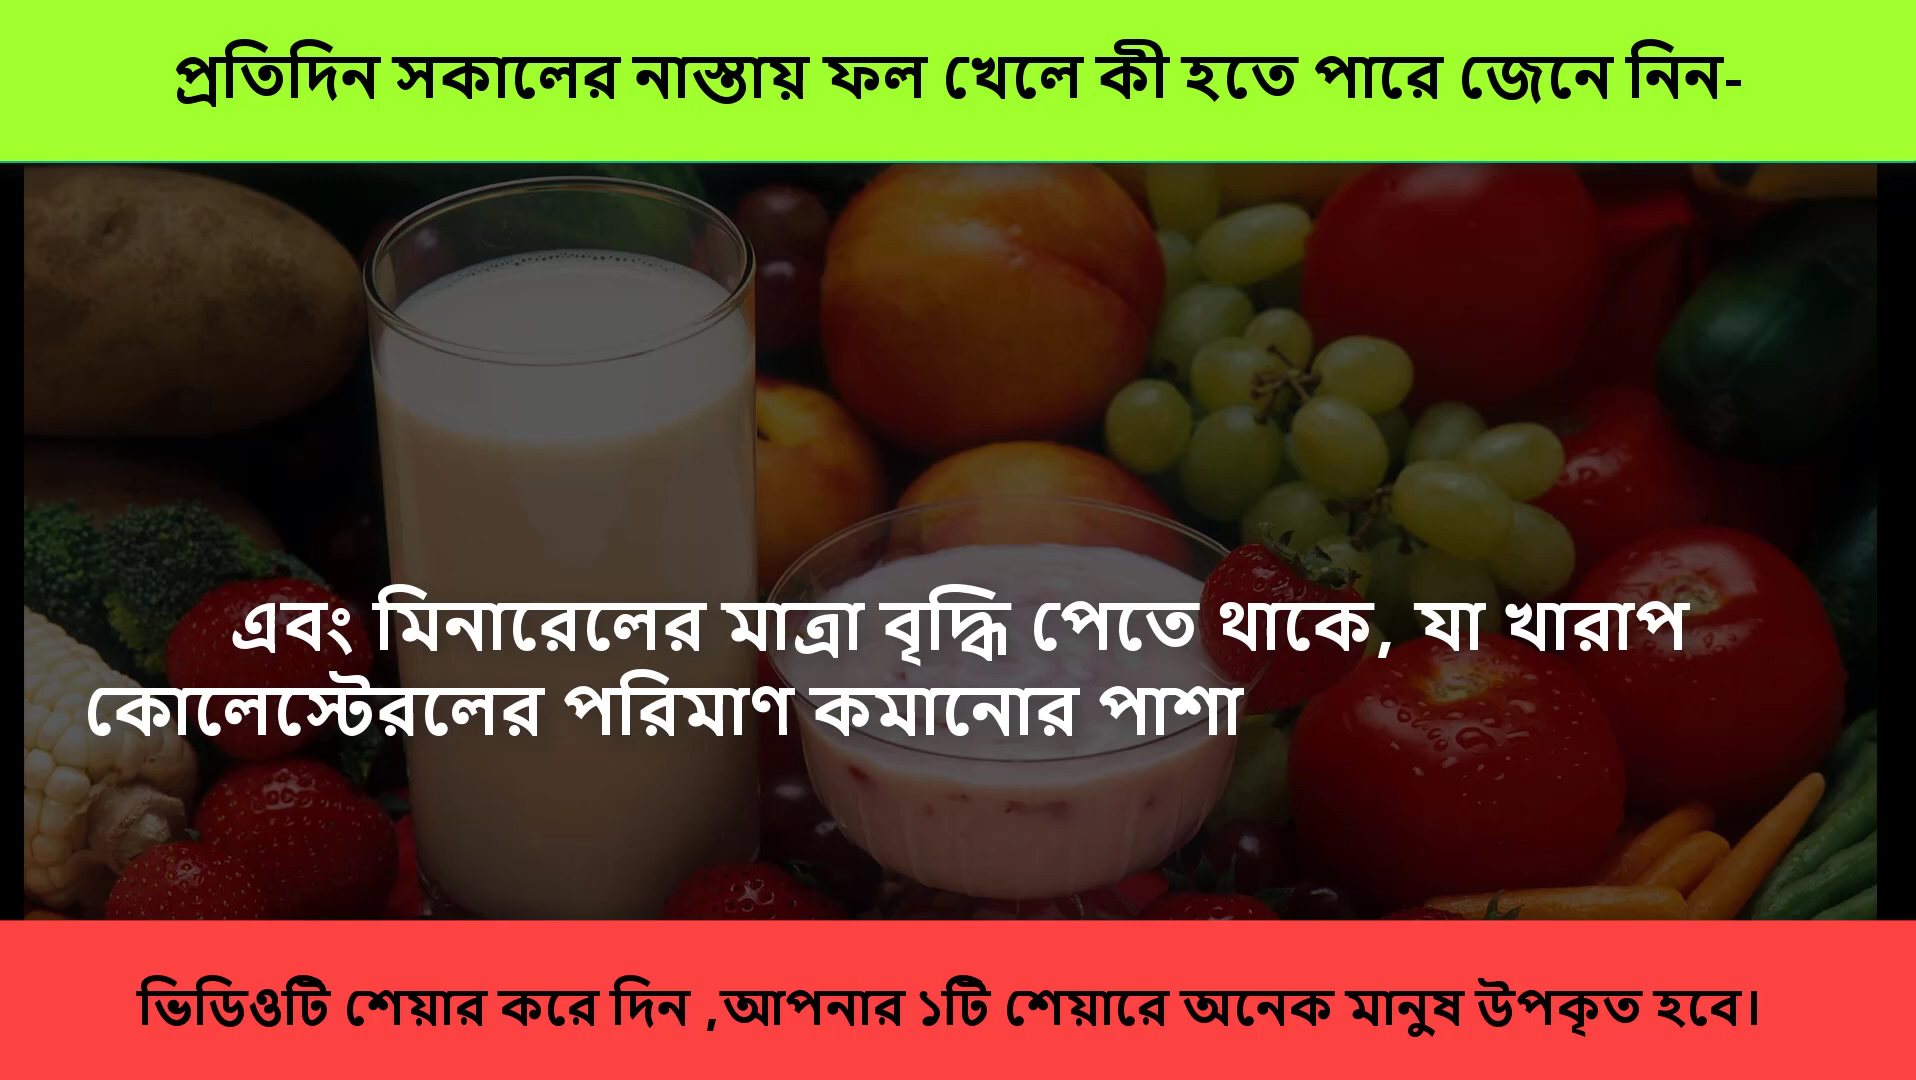 প্রতিদিন সকালের নাস্তায় ফল খেলে কী হতে পারে জেনে নিন-
এবং মিনারেলের মাত্রা বৃদ্ধি পেতে থাকে, যা খারাপ
কোলেস্টেরলের পরিমাণ কমানোর পাশা
ভিডিওটি শেয়ার করে দিন ,আপনার ১টি শেয়ারে অনেক মানুষ উপকৃত হবে।